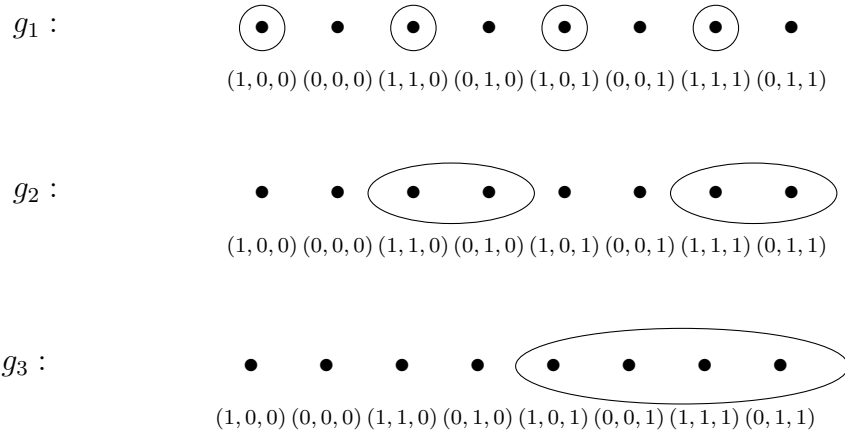 g₁ :
(1, 0, 0) (0, 0, 0) (1, 1, 0) (0, 1, 0) (1, 0, 1) (0, 0, 1) (1, 1, 1) (0, 1, 1)
g₂ :
(1, 0, 0) (0, 0, 0) (1, 1, 0) (0, 1, 0) (1, 0, 1) (0, 0, 1) (1, 1, 1) (0, 1, 1)
g₃ :
(1, 0, 0) (0, 0, 0) (1, 1, 0) (0, 1, 0) (1, 0, 1) (0, 0, 1) (1, 1, 1) (0, 1, 1)